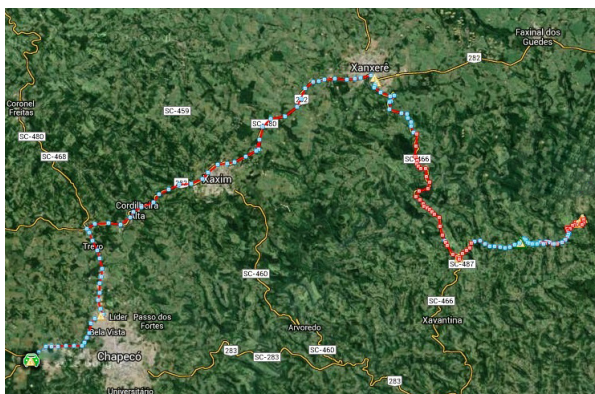 Faxinal dos
Guedes
282
Xanxerê
Coronel
Freitas
SC-459
282
SC-480
SC-480
SC-468
SC-466
282
Xaxim
Cordilheira
Alta
Trevo
SC-487
SC-460
SC-466
Xavantina
Líder
Passo dos
Fortes
Bela Vista
Arvoredo
Chapecó
283
SC-283
SC-460
283
Universitário